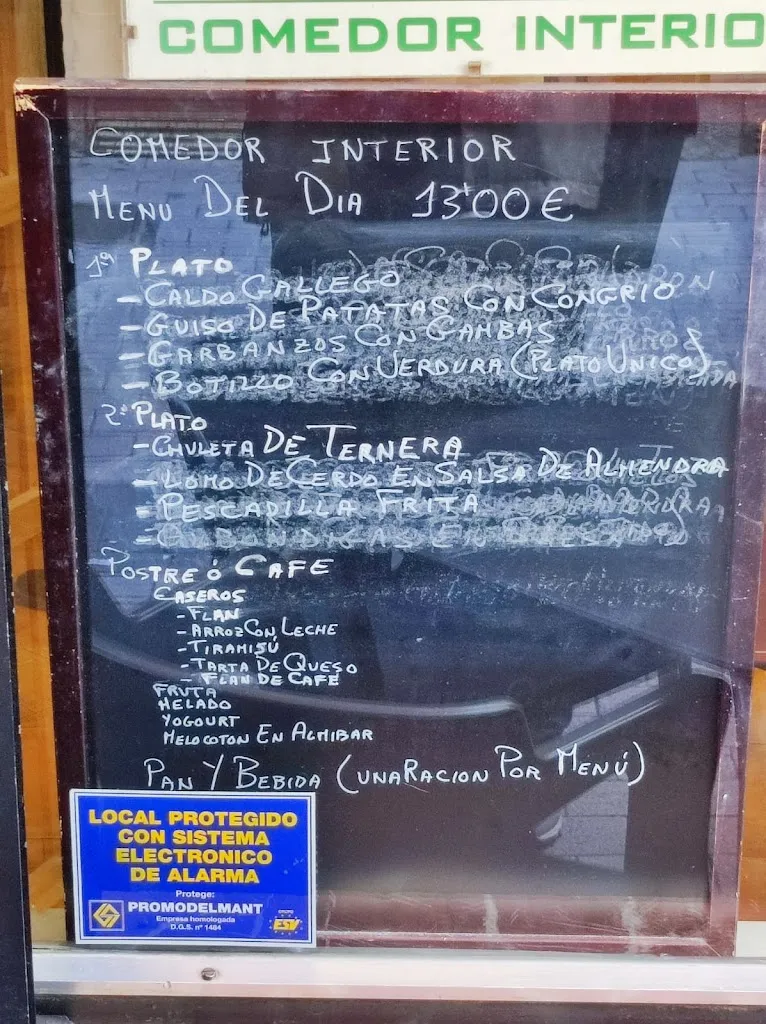 COMEDOR INTERIO
COMEDOR INTERIOR
MENU DEL DIA 13'00€
1º PLATO
- CALDO GALLEGO
- GUISO DE PATATAS CON CONGRIO
- GARBANZOS CON GAMBAS
- BOTILLO CON VERDURA (PLATO UNICO)
2º PLATO
- CHULETA DE TERNERA
- LOMO DE CERDO EN SALSA DE ALMENDRA
- PESCADILLA FRITA
POSTRE ó CAFE
CASEROS
- FLAN
- ARROZ CON LECHE
- TIRAMISÚ
- TARTA DE QUESO
- FLAN DE CAFE
FRUTA
HELADO
YOGOURT
MELOCOTON EN ALMIBAR
PAN Y BEBIDA (UNA RACION POR MENÚ)
LOCAL PROTEGIDO
CON SISTEMA
ELECTRONICO
DE ALARMA
Protege:
PROMODELMANT
Empresa homologada
D.G.S. nº 1484